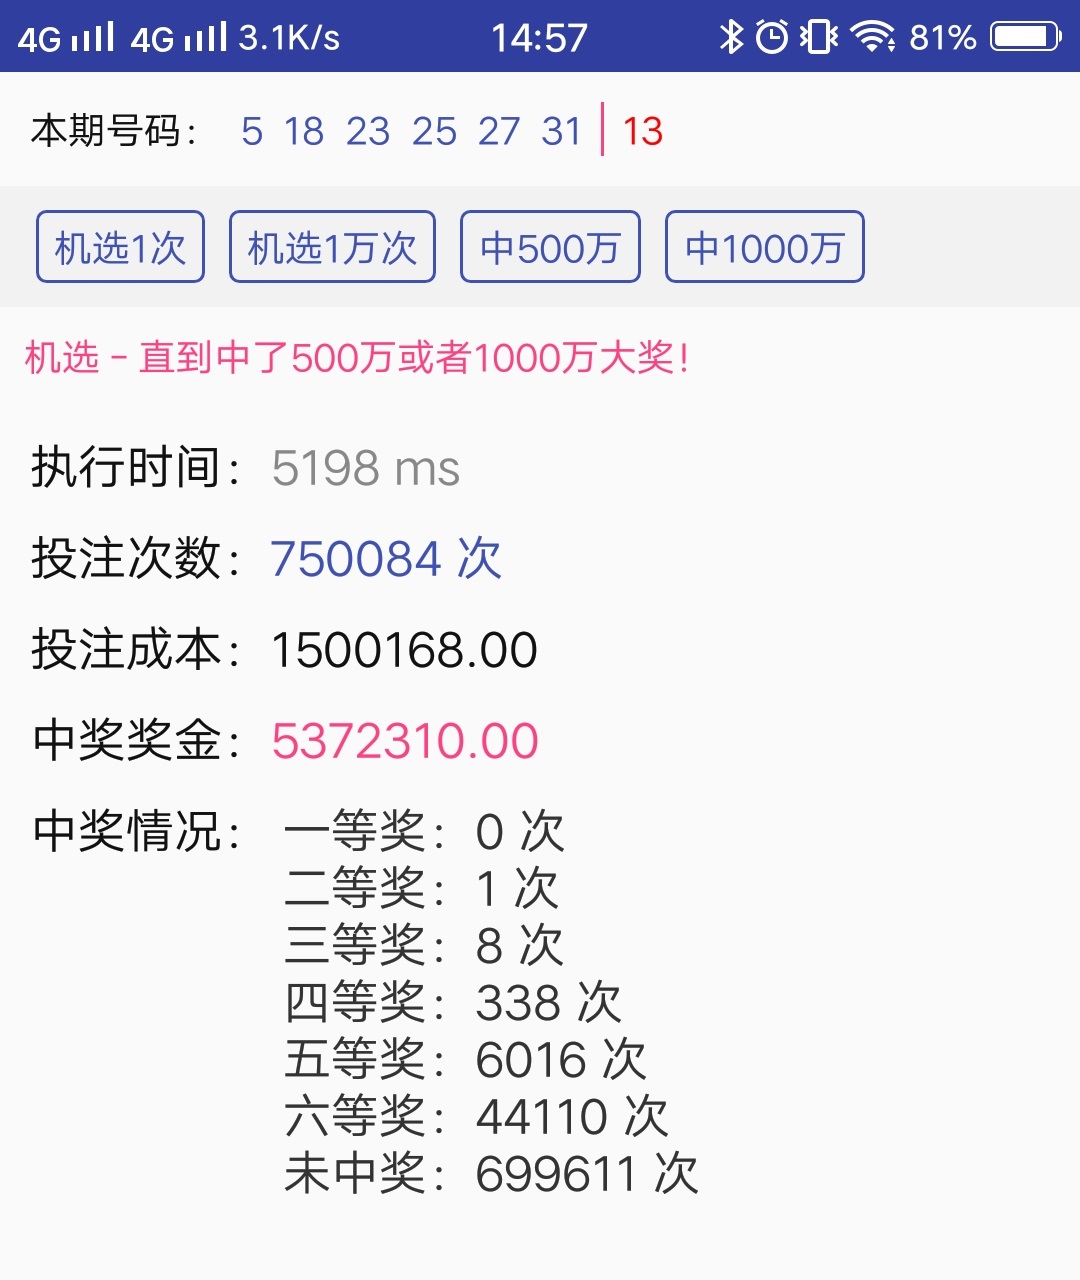 4G 4G 3.1K/s 14:57 81%
本期号码： 5 18 23 25 27 31 | 13
机选1次 机选1万次 中500万 中1000万
机选 - 直到中了500万或者1000万大奖！
执行时间： 5198 ms
投注次数： 750084 次
投注成本： 1500168.00
中奖奖金： 5372310.00
中奖情况： 一等奖： 0 次
二等奖： 1 次
三等奖： 8 次
四等奖： 338 次
五等奖： 6016 次
六等奖： 44110 次
未中奖： 699611 次